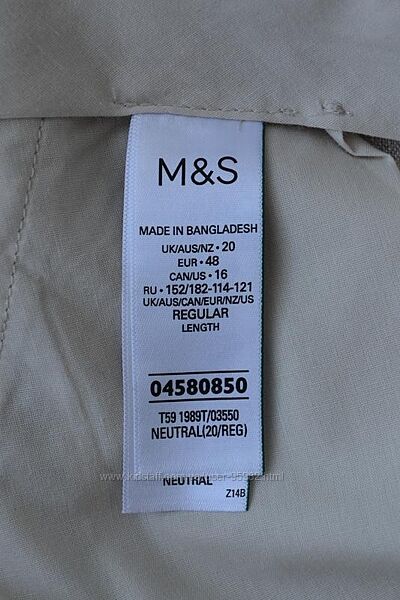 M&S
MADE IN BANGLADESH
UK/AUS/NZ • 20
EUR • 48
CAN/US • 16
RU • 152/182-114-121
UK/AUS/CAN/EUR/NZ/US
REGULAR
LENGTH
04580850
T59 1989T/03550
NEUTRAL(20/REG)
NEUTRAL
Z14B